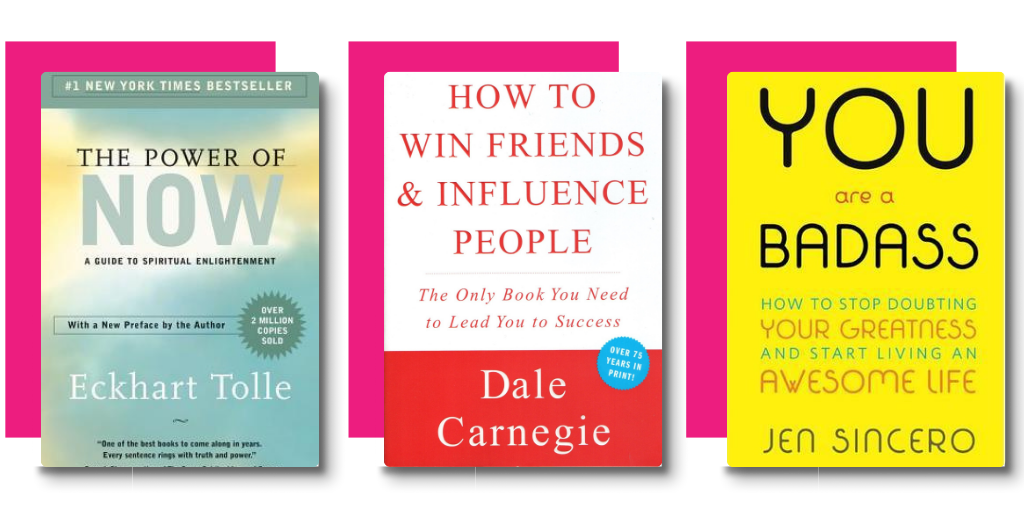 #1 NEW YORK TIMES BESTSELLER
THE POWER OF
NOW
A GUIDE TO SPIRITUAL ENLIGHTENMENT
With a New Preface by the Author
OVER
2 MILLION
COPIES
SOLD
Eckhart Tolle
"One of the best books to come along in years.
Every sentence rings with truth and power."
HOW TO
WIN FRIENDS
& INFLUENCE
PEOPLE
The Only Book You Need
to Lead You to Success
OVER 75
YEARS IN
PRINT!
Dale
Carnegie
YOU
are a
BADASS
HOW TO STOP DOUBTING
YOUR GREATNESS
AND START LIVING AN
AWESOME LIFE
JEN SINCERO